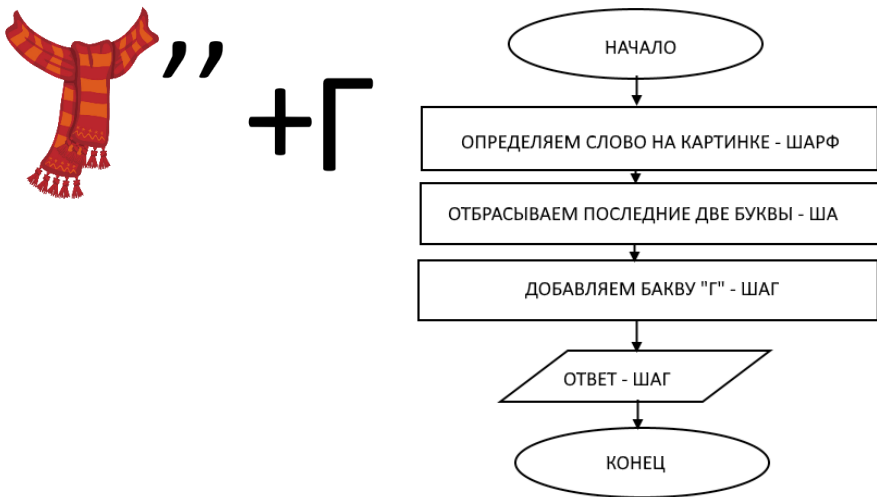 ,, +Г
НАЧАЛО
ОПРЕДЕЛЯЕМ СЛОВО НА КАРТИНКЕ - ШАРФ
ОТБРАСЫВАЕМ ПОСЛЕДНИЕ ДВЕ БУКВЫ - ША
ДОБАВЛЯЕМ БАКВУ "Г" - ШАГ
ОТВЕТ - ШАГ
КОНЕЦ